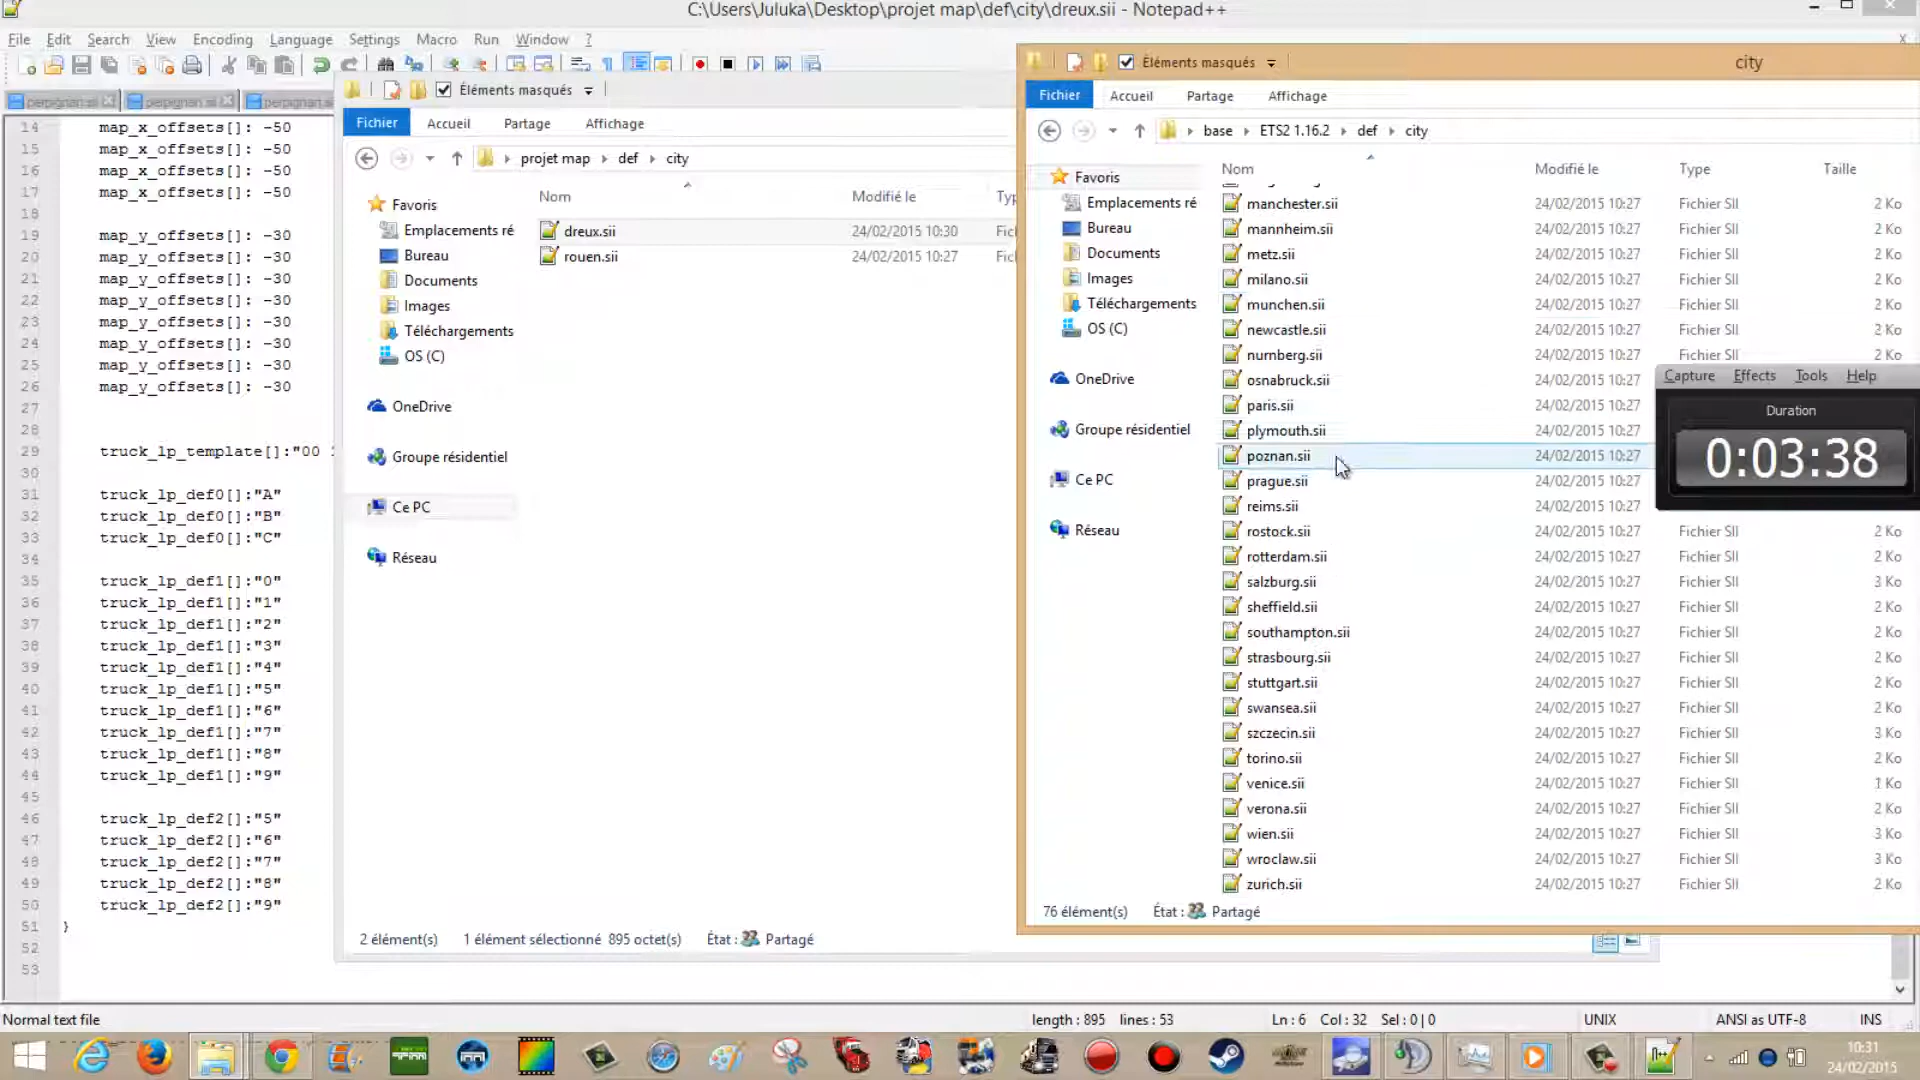 C:\Users\Juluka\Desktop\projet map\def\city\dreux.sii - Notepad++
File Edit Search View Encoding Language Settings Macro Run Window ?
perpignan.sii perpignan.sii perpignan.si
14 map_x_offsets[]: -50
15 map_x_offsets[]: -50
16 map_x_offsets[]: -50
17 map_x_offsets[]: -50
18
19 map_y_offsets[]: -30
20 map_y_offsets[]: -30
21 map_y_offsets[]: -30
22 map_y_offsets[]: -30
23 map_y_offsets[]: -30
24 map_y_offsets[]: -30
25 map_y_offsets[]: -30
26 map_y_offsets[]: -30
27
28
29 truck_lp_template[]:"00
30
31 truck_lp_def0[]:"A"
32 truck_lp_def0[]:"B"
33 truck_lp_def0[]:"C"
34
35 truck_lp_def1[]:"0"
36 truck_lp_def1[]:"1"
37 truck_lp_def1[]:"2"
38 truck_lp_def1[]:"3"
39 truck_lp_def1[]:"4"
40 truck_lp_def1[]:"5"
41 truck_lp_def1[]:"6"
42 truck_lp_def1[]:"7"
43 truck_lp_def1[]:"8"
44 truck_lp_def1[]:"9"
45
46 truck_lp_def2[]:"5"
47 truck_lp_def2[]:"6"
48 truck_lp_def2[]:"7"
49 truck_lp_def2[]:"8"
50 truck_lp_def2[]:"9"
51 }
52
53
Éléments masqués
Fichier Accueil Partage Affichage
projet map def city
Nom Modifié le Typ
Favoris
Emplacements ré
Bureau
Documents
Images
Téléchargements
OS (C)
OneDrive
Groupe résidentiel
Ce PC
Réseau
dreux.sii 24/02/2015 10:30 Fic
rouen.sii 24/02/2015 10:27 Fic
2 élément(s) 1 élément sélectionné 895 octet(s) État : Partagé
Éléments masqués city
Fichier Accueil Partage Affichage
base ETS2 1.16.2 def city
Nom Modifié le Type Taille
Favoris
Emplacements ré
Bureau
Documents
Images
Téléchargements
OS (C)
OneDrive
Groupe résidentiel
Ce PC
Réseau
manchester.sii 24/02/2015 10:27 Fichier SII 2 Ko
mannheim.sii 24/02/2015 10:27 Fichier SII 2 Ko
metz.sii 24/02/2015 10:27 Fichier SII 2 Ko
milano.sii 24/02/2015 10:27 Fichier SII 2 Ko
munchen.sii 24/02/2015 10:27 Fichier SII 2 Ko
newcastle.sii 24/02/2015 10:27 Fichier SII 2 Ko
nurnberg.sii 24/02/2015 10:27 Fichier SII 2 Ko
osnabruck.sii 24/02/2015 10:27
paris.sii 24/02/2015 10:27
plymouth.sii 24/02/2015 10:27
poznan.sii 24/02/2015 10:27
prague.sii 24/02/2015 10:27
reims.sii 24/02/2015 10:27
rostock.sii 24/02/2015 10:27 Fichier SII 2 Ko
rotterdam.sii 24/02/2015 10:27 Fichier SII 2 Ko
salzburg.sii 24/02/2015 10:27 Fichier SII 3 Ko
sheffield.sii 24/02/2015 10:27 Fichier SII 2 Ko
southampton.sii 24/02/2015 10:27 Fichier SII 2 Ko
strasbourg.sii 24/02/2015 10:27 Fichier SII 2 Ko
stuttgart.sii 24/02/2015 10:27 Fichier SII 2 Ko
swansea.sii 24/02/2015 10:27 Fichier SII 2 Ko
szczecin.sii 24/02/2015 10:27 Fichier SII 3 Ko
torino.sii 24/02/2015 10:27 Fichier SII 2 Ko
venice.sii 24/02/2015 10:27 Fichier SII 1 Ko
verona.sii 24/02/2015 10:27 Fichier SII 2 Ko
wien.sii 24/02/2015 10:27 Fichier SII 3 Ko
wroclaw.sii 24/02/2015 10:27 Fichier SII 3 Ko
zurich.sii 24/02/2015 10:27 Fichier SII 2 Ko
76 élément(s) État : Partagé
Capture Effects Tools Help
Duration
0:03:38
Normal text file length : 895 lines : 53 Ln : 6 Col : 32 Sel : 0 | 0 UNIX ANSI as UTF-8 INS
10:31
24/02/2015